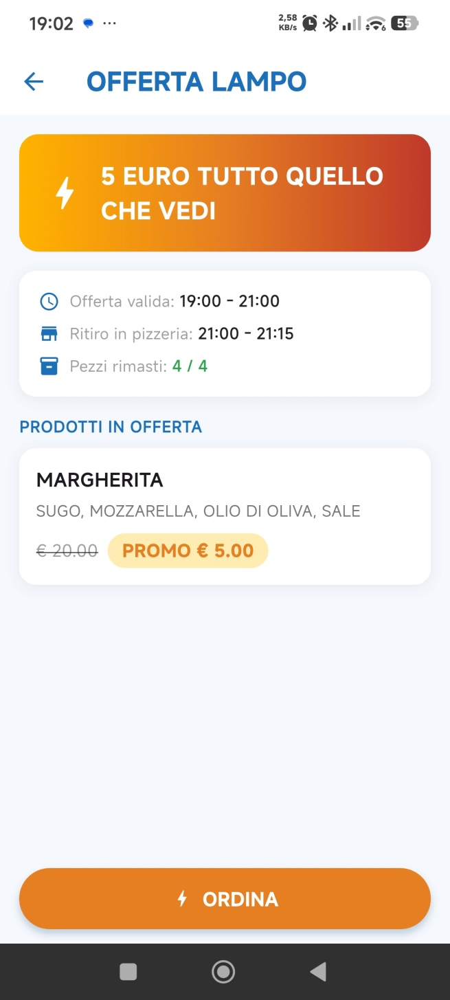 19:02
2,58
KB/s
6
55
OFFERTA LAMPO
5 EURO TUTTO QUELLO
CHE VEDI
Offerta valida: 19:00 - 21:00
Ritiro in pizzeria: 21:00 - 21:15
Pezzi rimasti: 4 / 4
PRODOTTI IN OFFERTA
MARGHERITA
SUGO, MOZZARELLA, OLIO DI OLIVA, SALE
€ 20.00 PROMO € 5.00
ORDINA